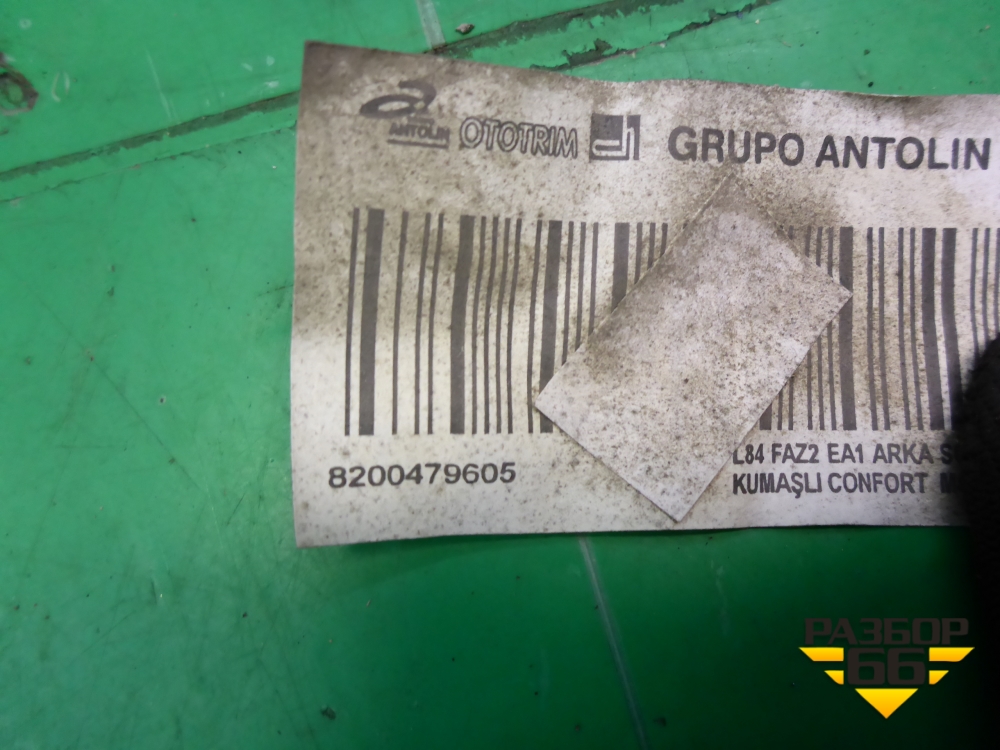 ANTOLIN OTOTRIM GRUPO ANTOLIN
8200479605
L84 FAZ2 EA1 ARKA
KUMAŞLI CONFORT
РАЗБОР
66